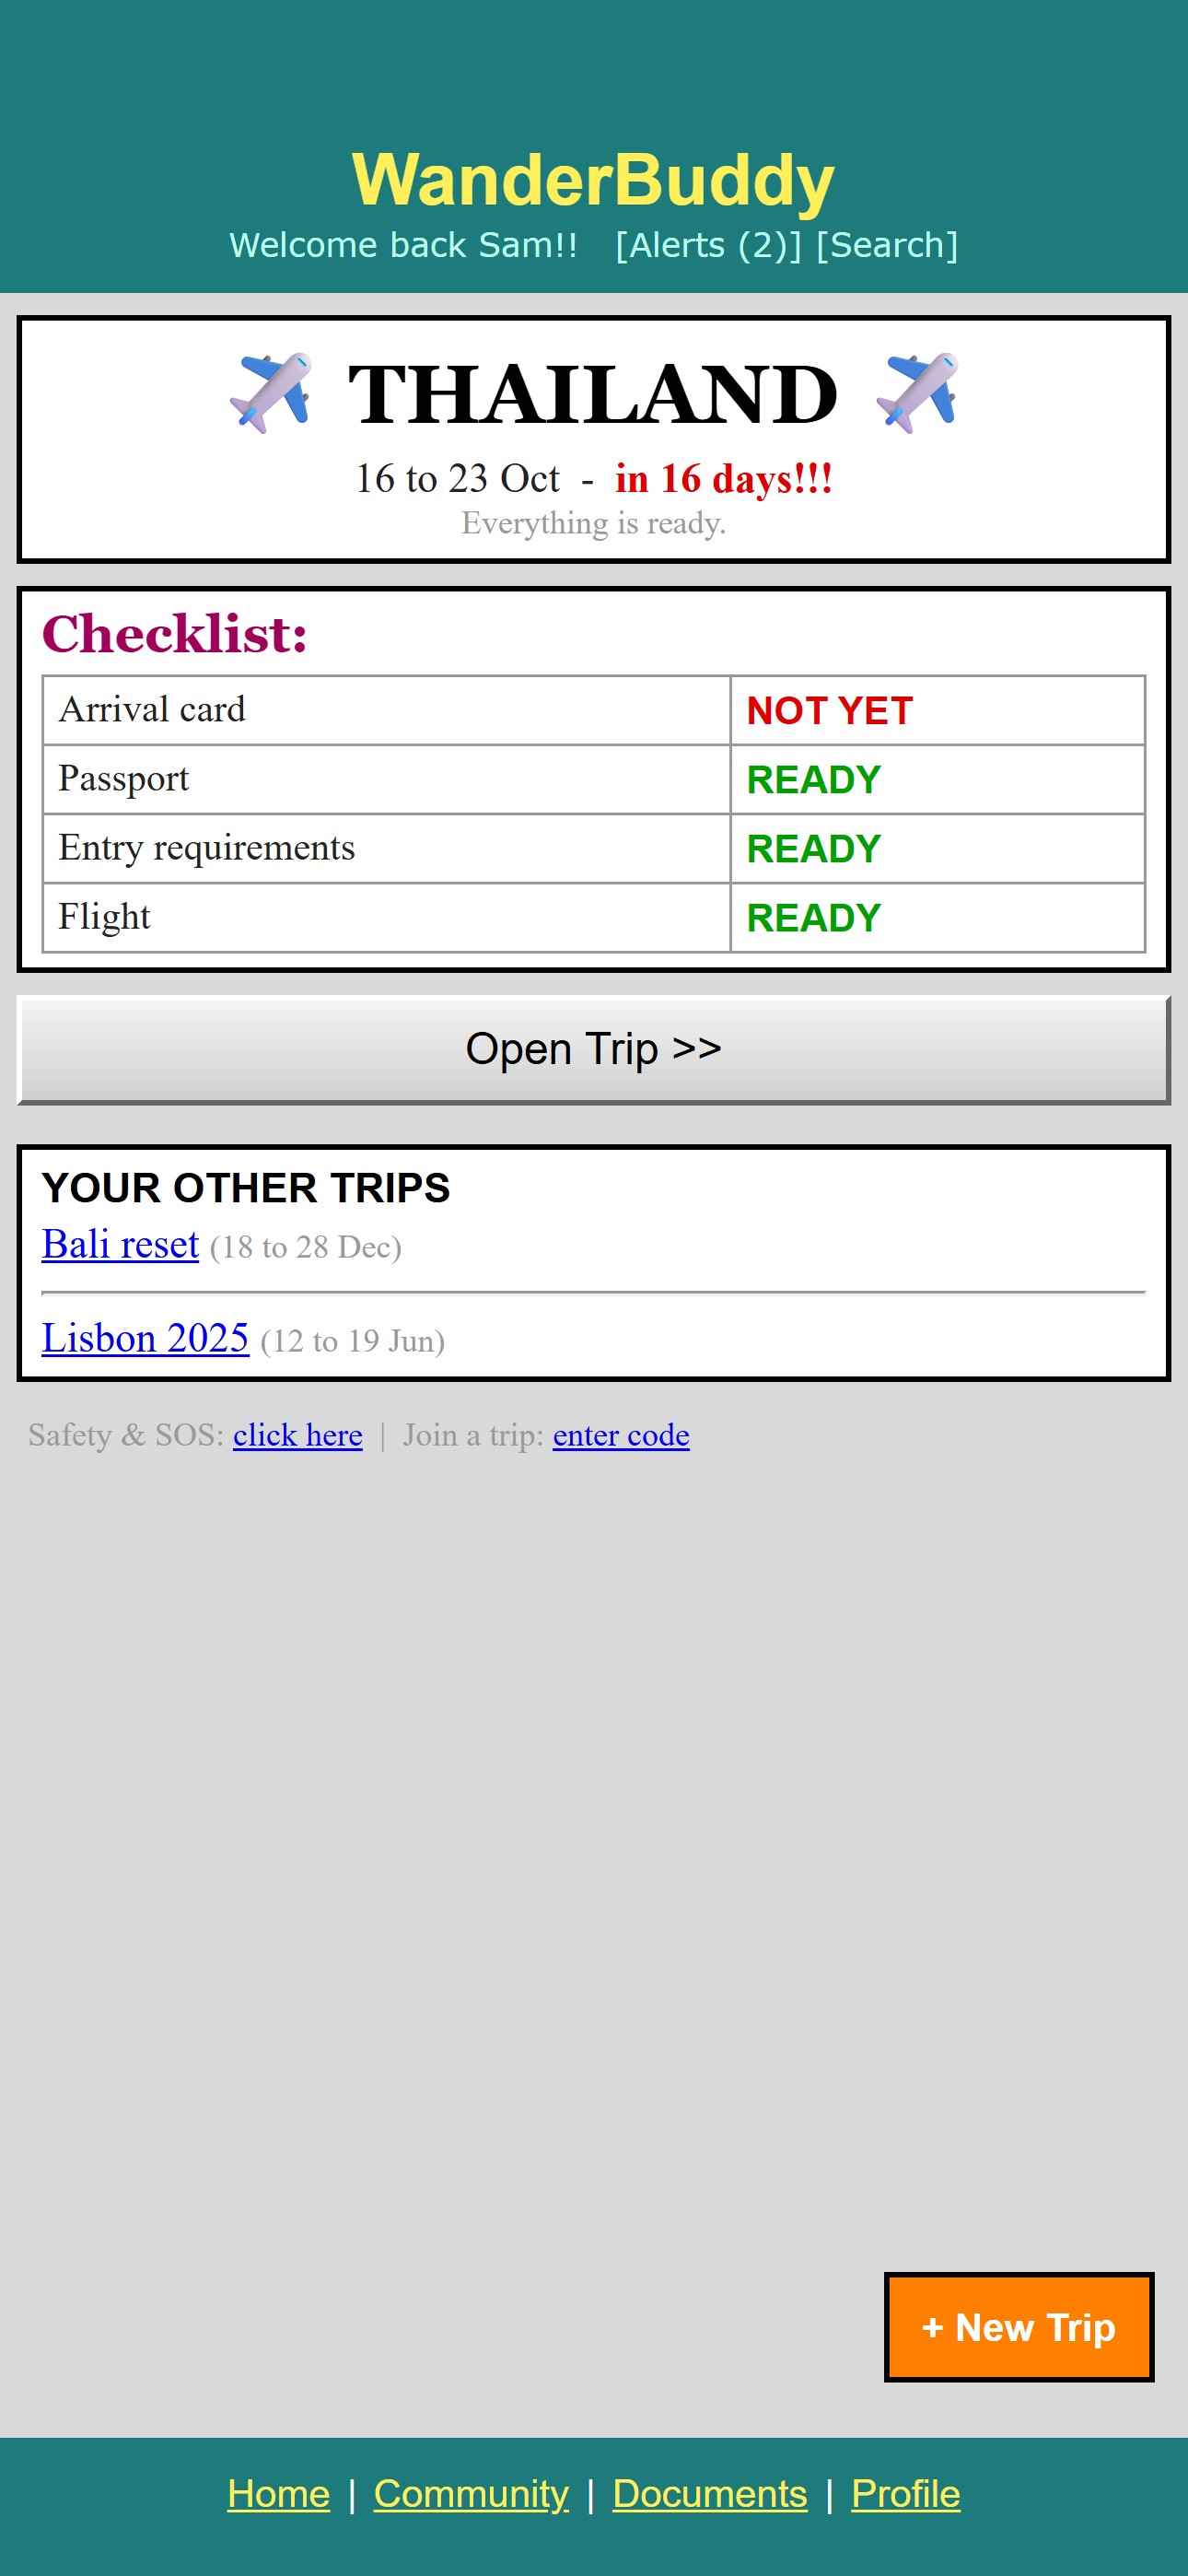 WanderBuddy
Welcome back Sam!! [Alerts (2)] [Search]
THAILAND
16 to 23 Oct - in 16 days!!!
Everything is ready.
Checklist:
Arrival card NOT YET
Passport READY
Entry requirements READY
Flight READY
Open Trip >>
YOUR OTHER TRIPS
Bali reset (18 to 28 Dec)
Lisbon 2025 (12 to 19 Jun)
Safety & SOS: click here | Join a trip: enter code
+ New Trip
Home | Community | Documents | Profile